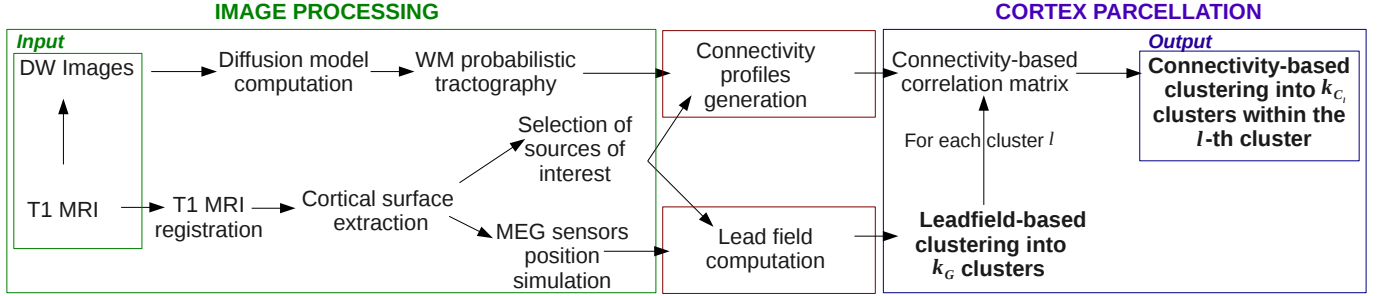 IMAGE PROCESSING
CORTEX PARCELLATION
Input
DW Images
Diffusion model
computation
WM probabilistic
tractography
Connectivity
profiles
generation
Connectivity-based
correlation matrix
Output
Connectivity-based
clustering into k_{C_l}
clusters within the
l-th cluster
Selection of
sources of
interest
For each cluster l
T1 MRI
T1 MRI
registration
Cortical surface
extraction
MEG sensors
position
simulation
Lead field
computation
Leadfield-based
clustering into
k_G clusters